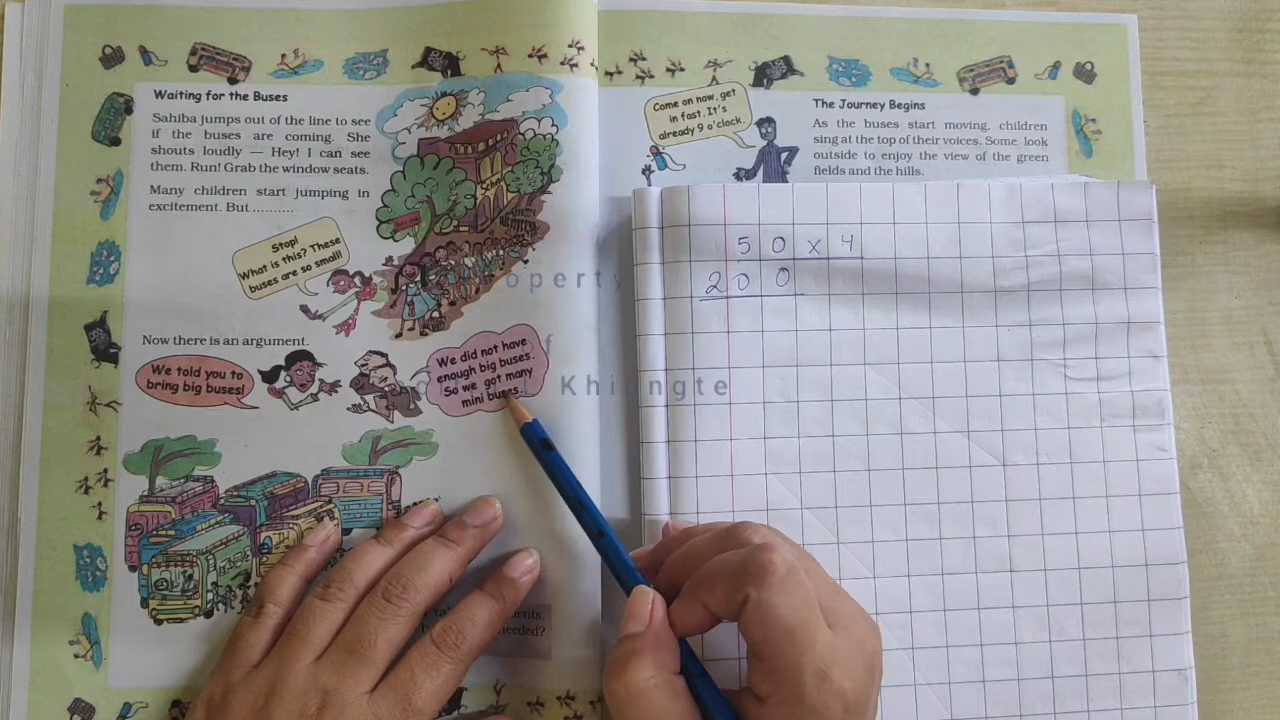 Waiting for the Buses
Sahiba jumps out of the line to see
if the buses are coming. She
shouts loudly — Hey! I can see
them. Run! Grab the window seats.
Many children start jumping in
excitement. But ..........
Stop!
What is this? These
buses are so small!
Now there is an argument.
We told you to
bring big buses!
We did not have
enough big buses.
So we got many
mini buses.
needed?
Come on now, get
in fast. It's
already 9 o'clock.
The Journey Begins
As the buses start moving, children
sing at the top of their voices. Some look
outside to enjoy the view of the green
fields and the hills.
50 x 4
200